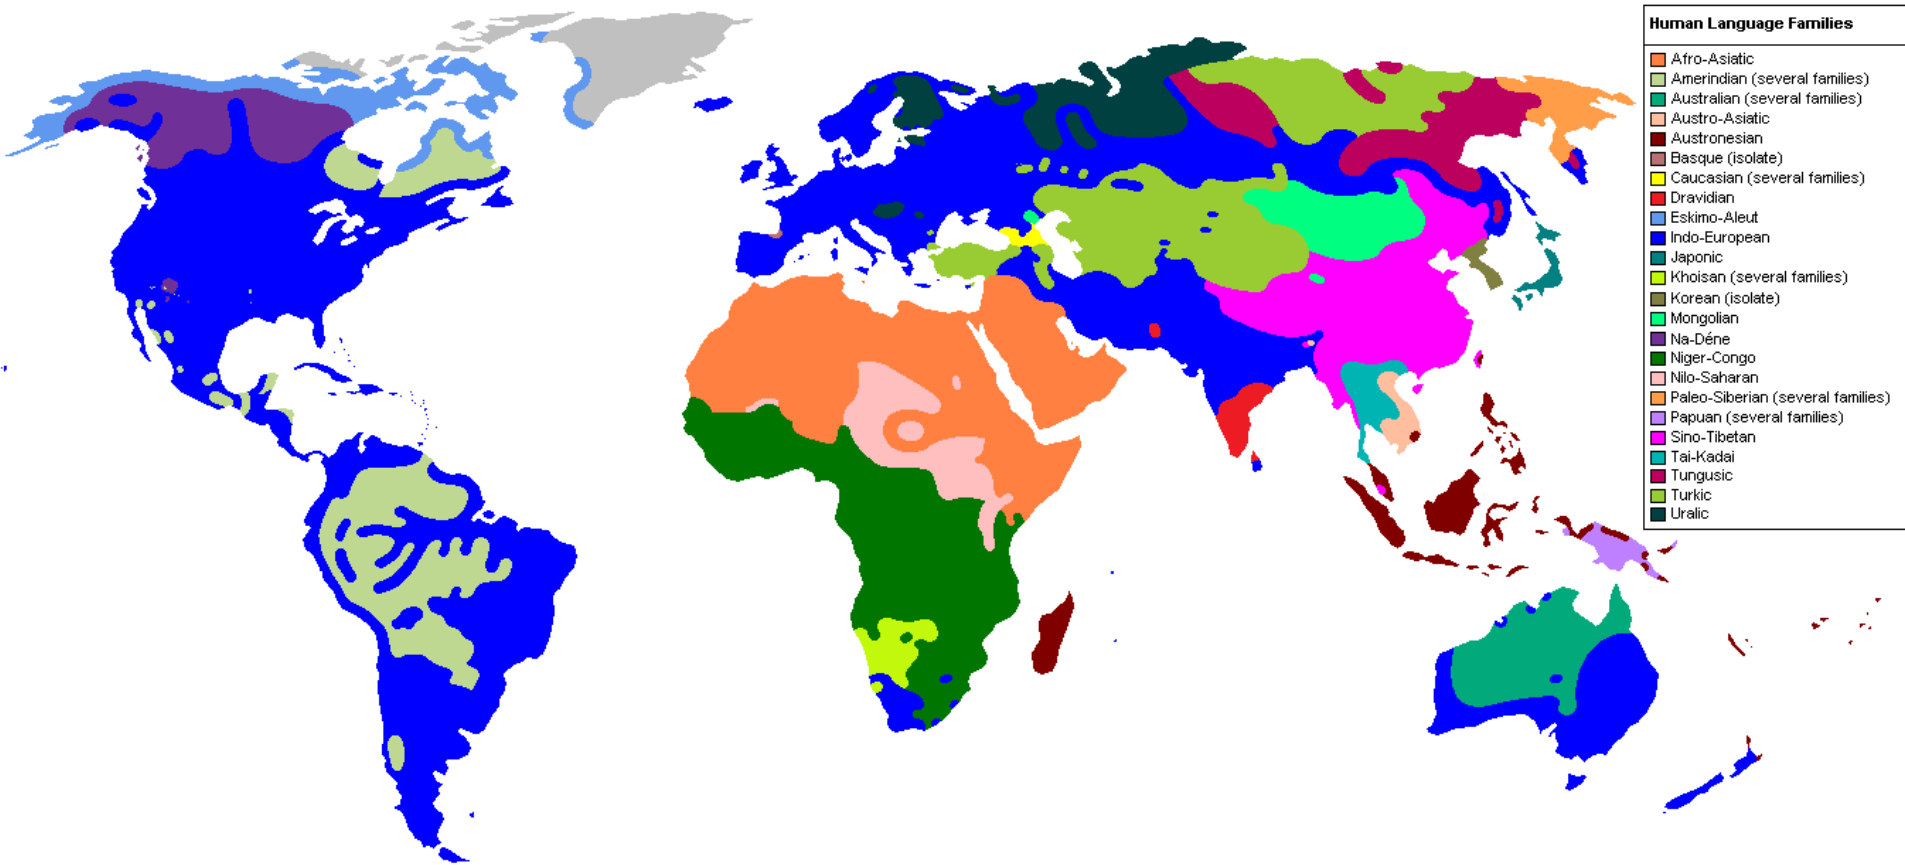 Human Language Families
Afro-Asiatic
Amerindian (several families)
Australian (several families)
Austro-Asiatic
Austronesian
Basque (isolate)
Caucasian (several families)
Dravidian
Eskimo-Aleut
Indo-European
Japonic
Khoisan (several families)
Korean (isolate)
Mongolian
Na-Déne
Niger-Congo
Nilo-Saharan
Paleo-Siberian (several families)
Papuan (several families)
Sino-Tibetan
Tai-Kadai
Tungusic
Turkic
Uralic